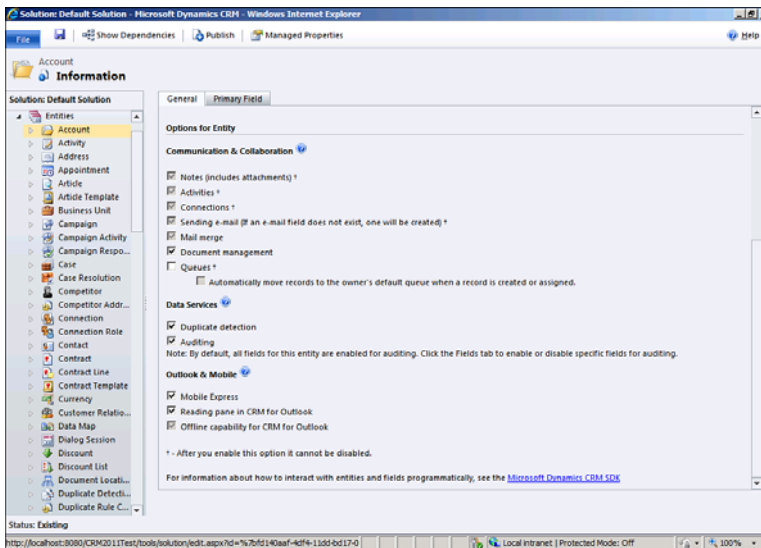 Solution: Default Solution - Microsoft Dynamics CRM - Windows Internet Explorer
File
Show Dependencies
Publish
Managed Properties
Help
Account
Information
Solution: Default Solution
Entities
Account
Activity
Address
Appointment
Article
Article Template
Business Unit
Campaign
Campaign Activity
Campaign Respo...
Case
Case Resolution
Competitor
Competitor Addr...
Connection
Connection Role
Contact
Contract
Contract Line
Contract Template
Currency
Customer Relatio...
Data Map
Dialog Session
Discount
Discount List
Document Locati...
Duplicate Detecti...
Duplicate Rule C...
General
Primary Field
Options for Entity
Communication & Collaboration
Notes (includes attachments) †
Activities †
Connections †
Sending e-mail (If an e-mail field does not exist, one will be created) †
Mail merge
Document management
Queues †
Automatically move records to the owner's default queue when a record is created or assigned.
Data Services
Duplicate detection
Auditing
Note: By default, all fields for this entity are enabled for auditing. Click the Fields tab to enable or disable specific fields for auditing.
Outlook & Mobile
Mobile Express
Reading pane in CRM for Outlook
Offline capability for CRM for Outlook
† - After you enable this option it cannot be disabled.
For information about how to interact with entities and fields programmatically, see the Microsoft Dynamics CRM SDK
Status: Existing
http://localhost:8080/CRM2011Test/tools/solution/edit.aspx?id=%7bfd140aaf-4df4-11dd-bd17-0
Local intranet | Protected Mode: Off
100%